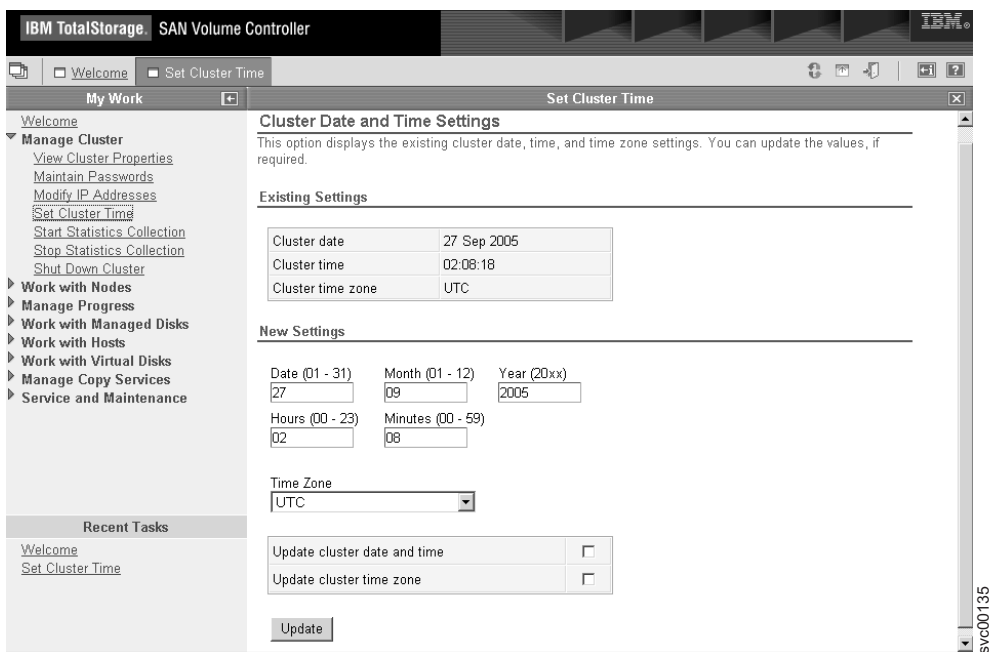 IBM TotalStorage. SAN Volume Controller
IBM®
Welcome
Set Cluster Time
My Work
Set Cluster Time
Welcome
Manage Cluster
View Cluster Properties
Maintain Passwords
Modify IP Addresses
Set Cluster Time
Start Statistics Collection
Stop Statistics Collection
Shut Down Cluster
Work with Nodes
Manage Progress
Work with Managed Disks
Work with Hosts
Work with Virtual Disks
Manage Copy Services
Service and Maintenance
Recent Tasks
Welcome
Set Cluster Time
Cluster Date and Time Settings
This option displays the existing cluster date, time, and time zone settings. You can update the values, if
required.
Existing Settings
Cluster date 27 Sep 2005
Cluster time 02:08:18
Cluster time zone UTC
New Settings
Date (01 - 31) Month (01 - 12) Year (20xx)
27 09 2005
Hours (00 - 23) Minutes (00 - 59)
02 08
Time Zone
UTC
Update cluster date and time
Update cluster time zone
Update
svc00135